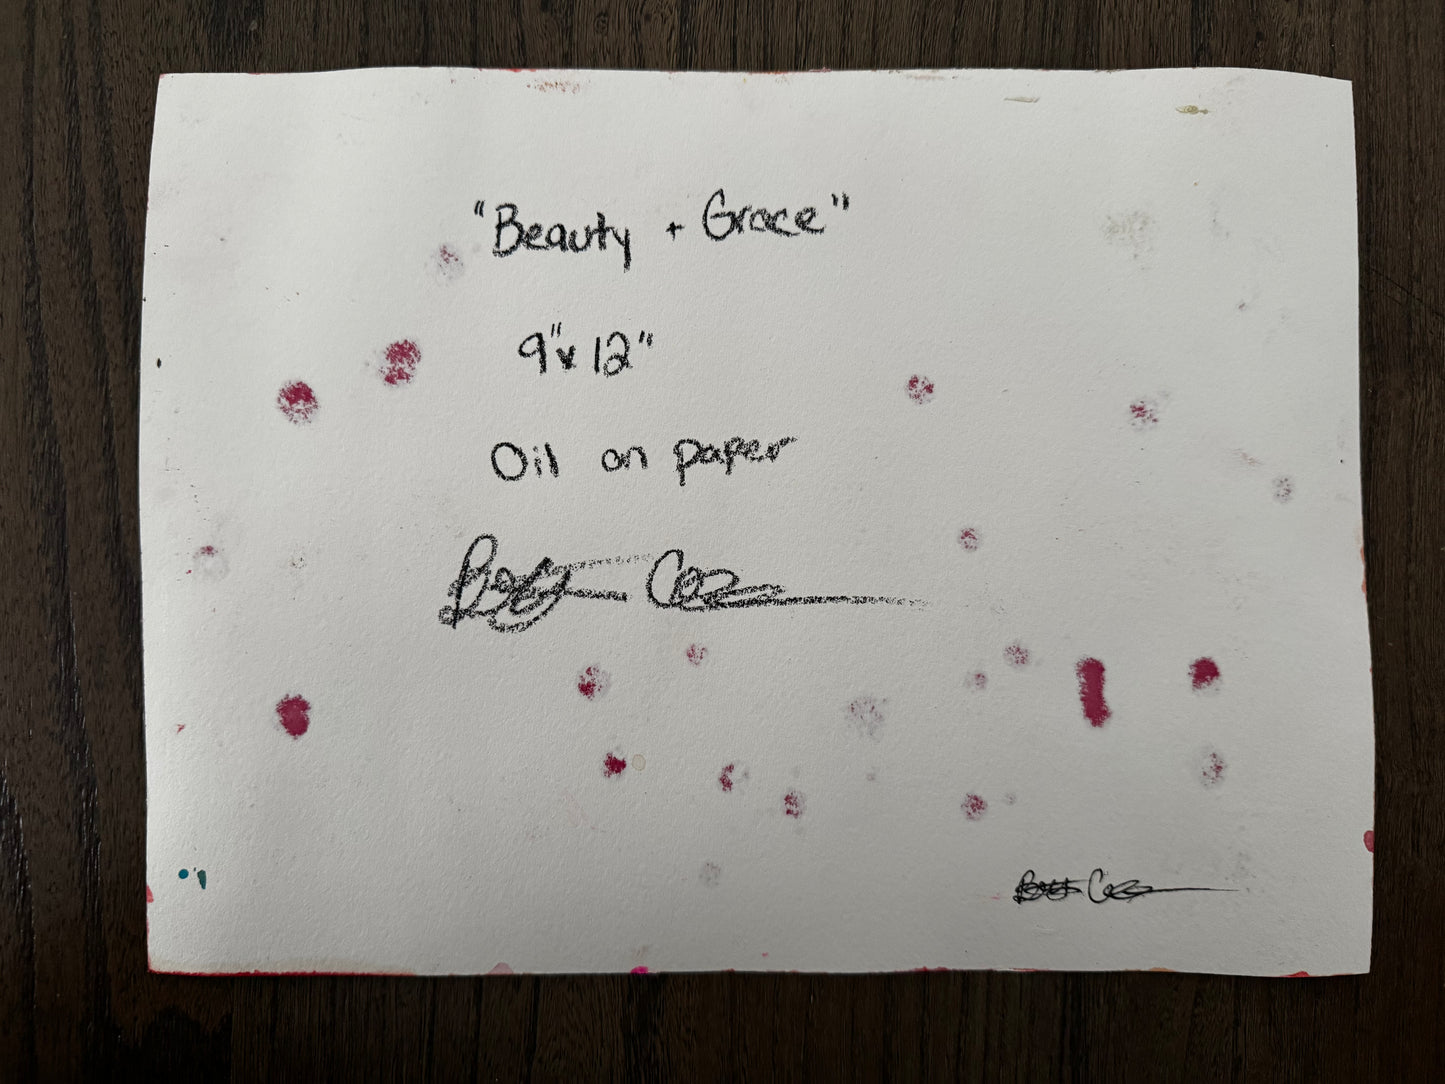 "Beauty + Grace"
9" x 12"
Oil on paper